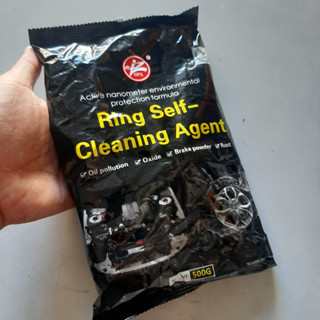 Active nanometer environmental
protection formula
Ring Self-
Cleaning Agent
Oil pollution Oxide Brake powder Rust
500G